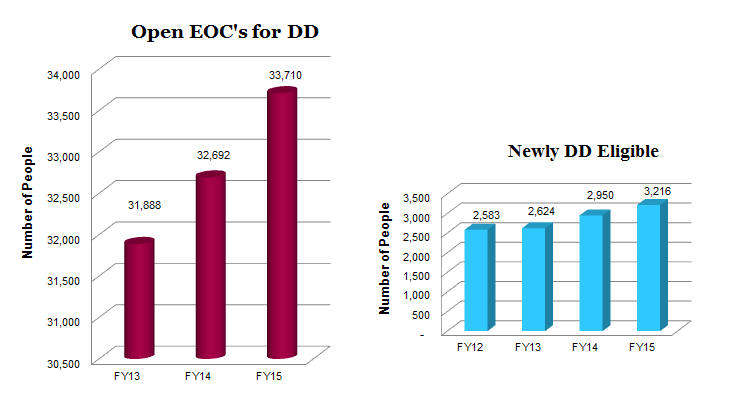 Open EOC's for DD
34,000
33,500
33,000
32,500
32,000
31,500
31,000
30,500
Number of People
31,888
32,692
33,710
FY13
FY14
FY15
Newly DD Eligible
3,500
3,000
2,500
2,000
1,500
1,000
500
-
Number of People
2,583
2,624
2,950
3,216
FY12
FY13
FY14
FY15